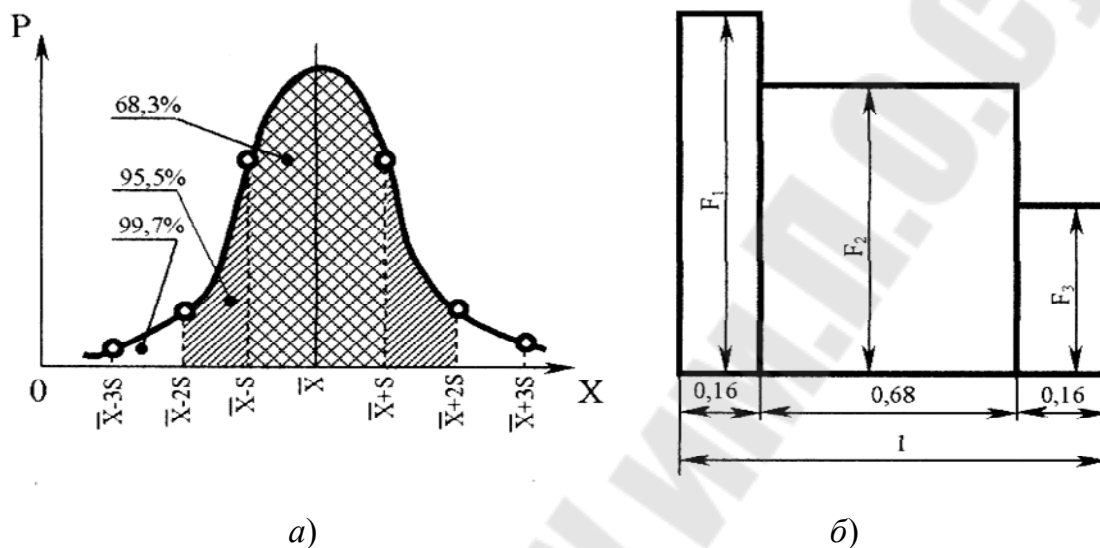 P
68,3%
95,5%
99,7%
0
X̅-3S
X̅-2S
X̅-S
X̅
X̅+S
X̅+2S
X̅+3S
X
а)
F₁
F₂
F₃
0,16
0,68
0,16
1
б)